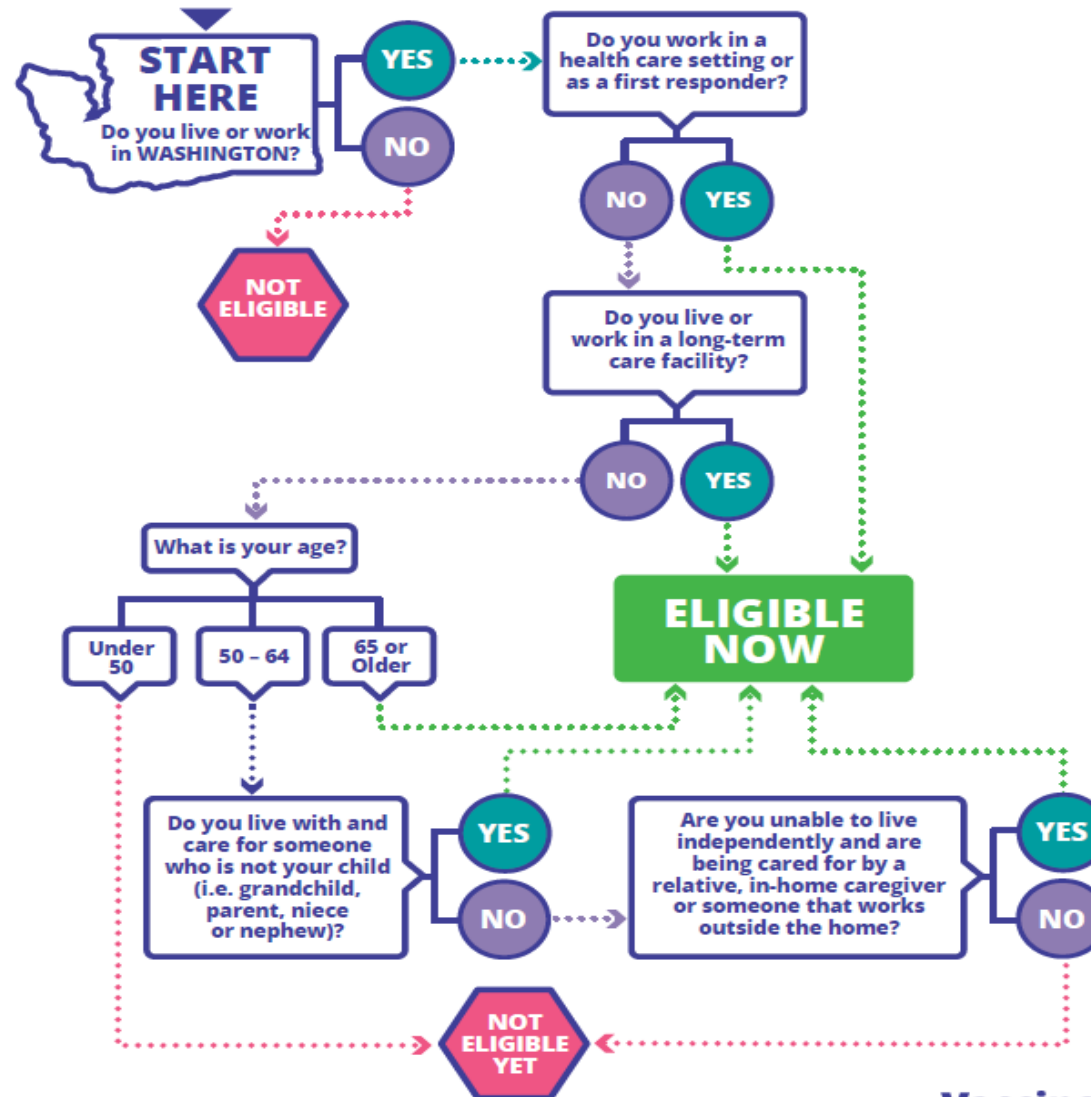 START
HERE
Do you live or work
in WASHINGTON?
YES
NO
NOT
ELIGIBLE
Do you work in a
health care setting or
as a first responder?
NO
YES
Do you live or
work in a long-term
care facility?
NO
YES
What is your age?
Under
50
50 – 64
65 or
Older
ELIGIBLE
NOW
Do you live with and
care for someone
who is not your child
(i.e. grandchild,
parent, niece
or nephew)?
YES
NO
Are you unable to live
independently and are
being cared for by a
relative, in-home caregiver
or someone that works
outside the home?
YES
NO
NOT
ELIGIBLE
YET